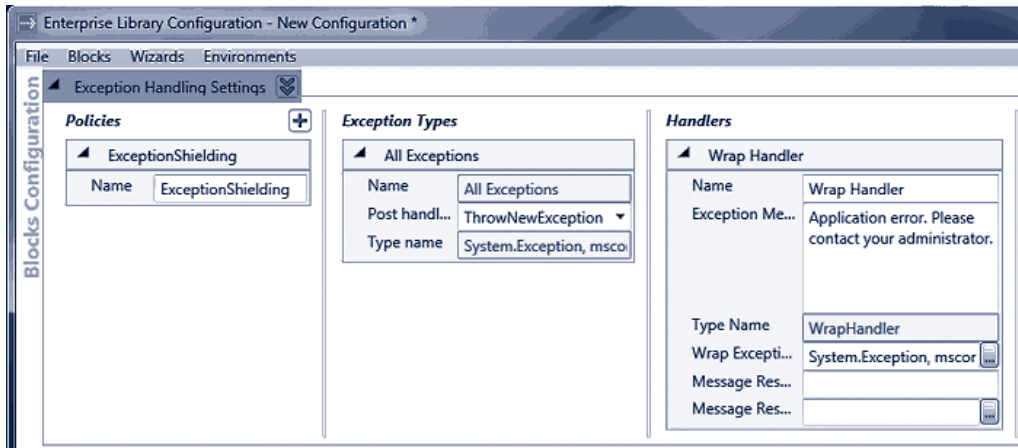 Enterprise Library Configuration - New Configuration *
File Blocks Wizards Environments
Blocks Configuration
Exception Handling Settings
Policies
ExceptionShielding
Name ExceptionShielding
Exception Types
All Exceptions
Name All Exceptions
Post handl... ThrowNewException
Type name System.Exception, msco
Handlers
Wrap Handler
Name Wrap Handler
Exception Me... Application error. Please
contact your administrator.
Type Name WrapHandler
Wrap Excepti... System.Exception, mscor
Message Res...
Message Res...